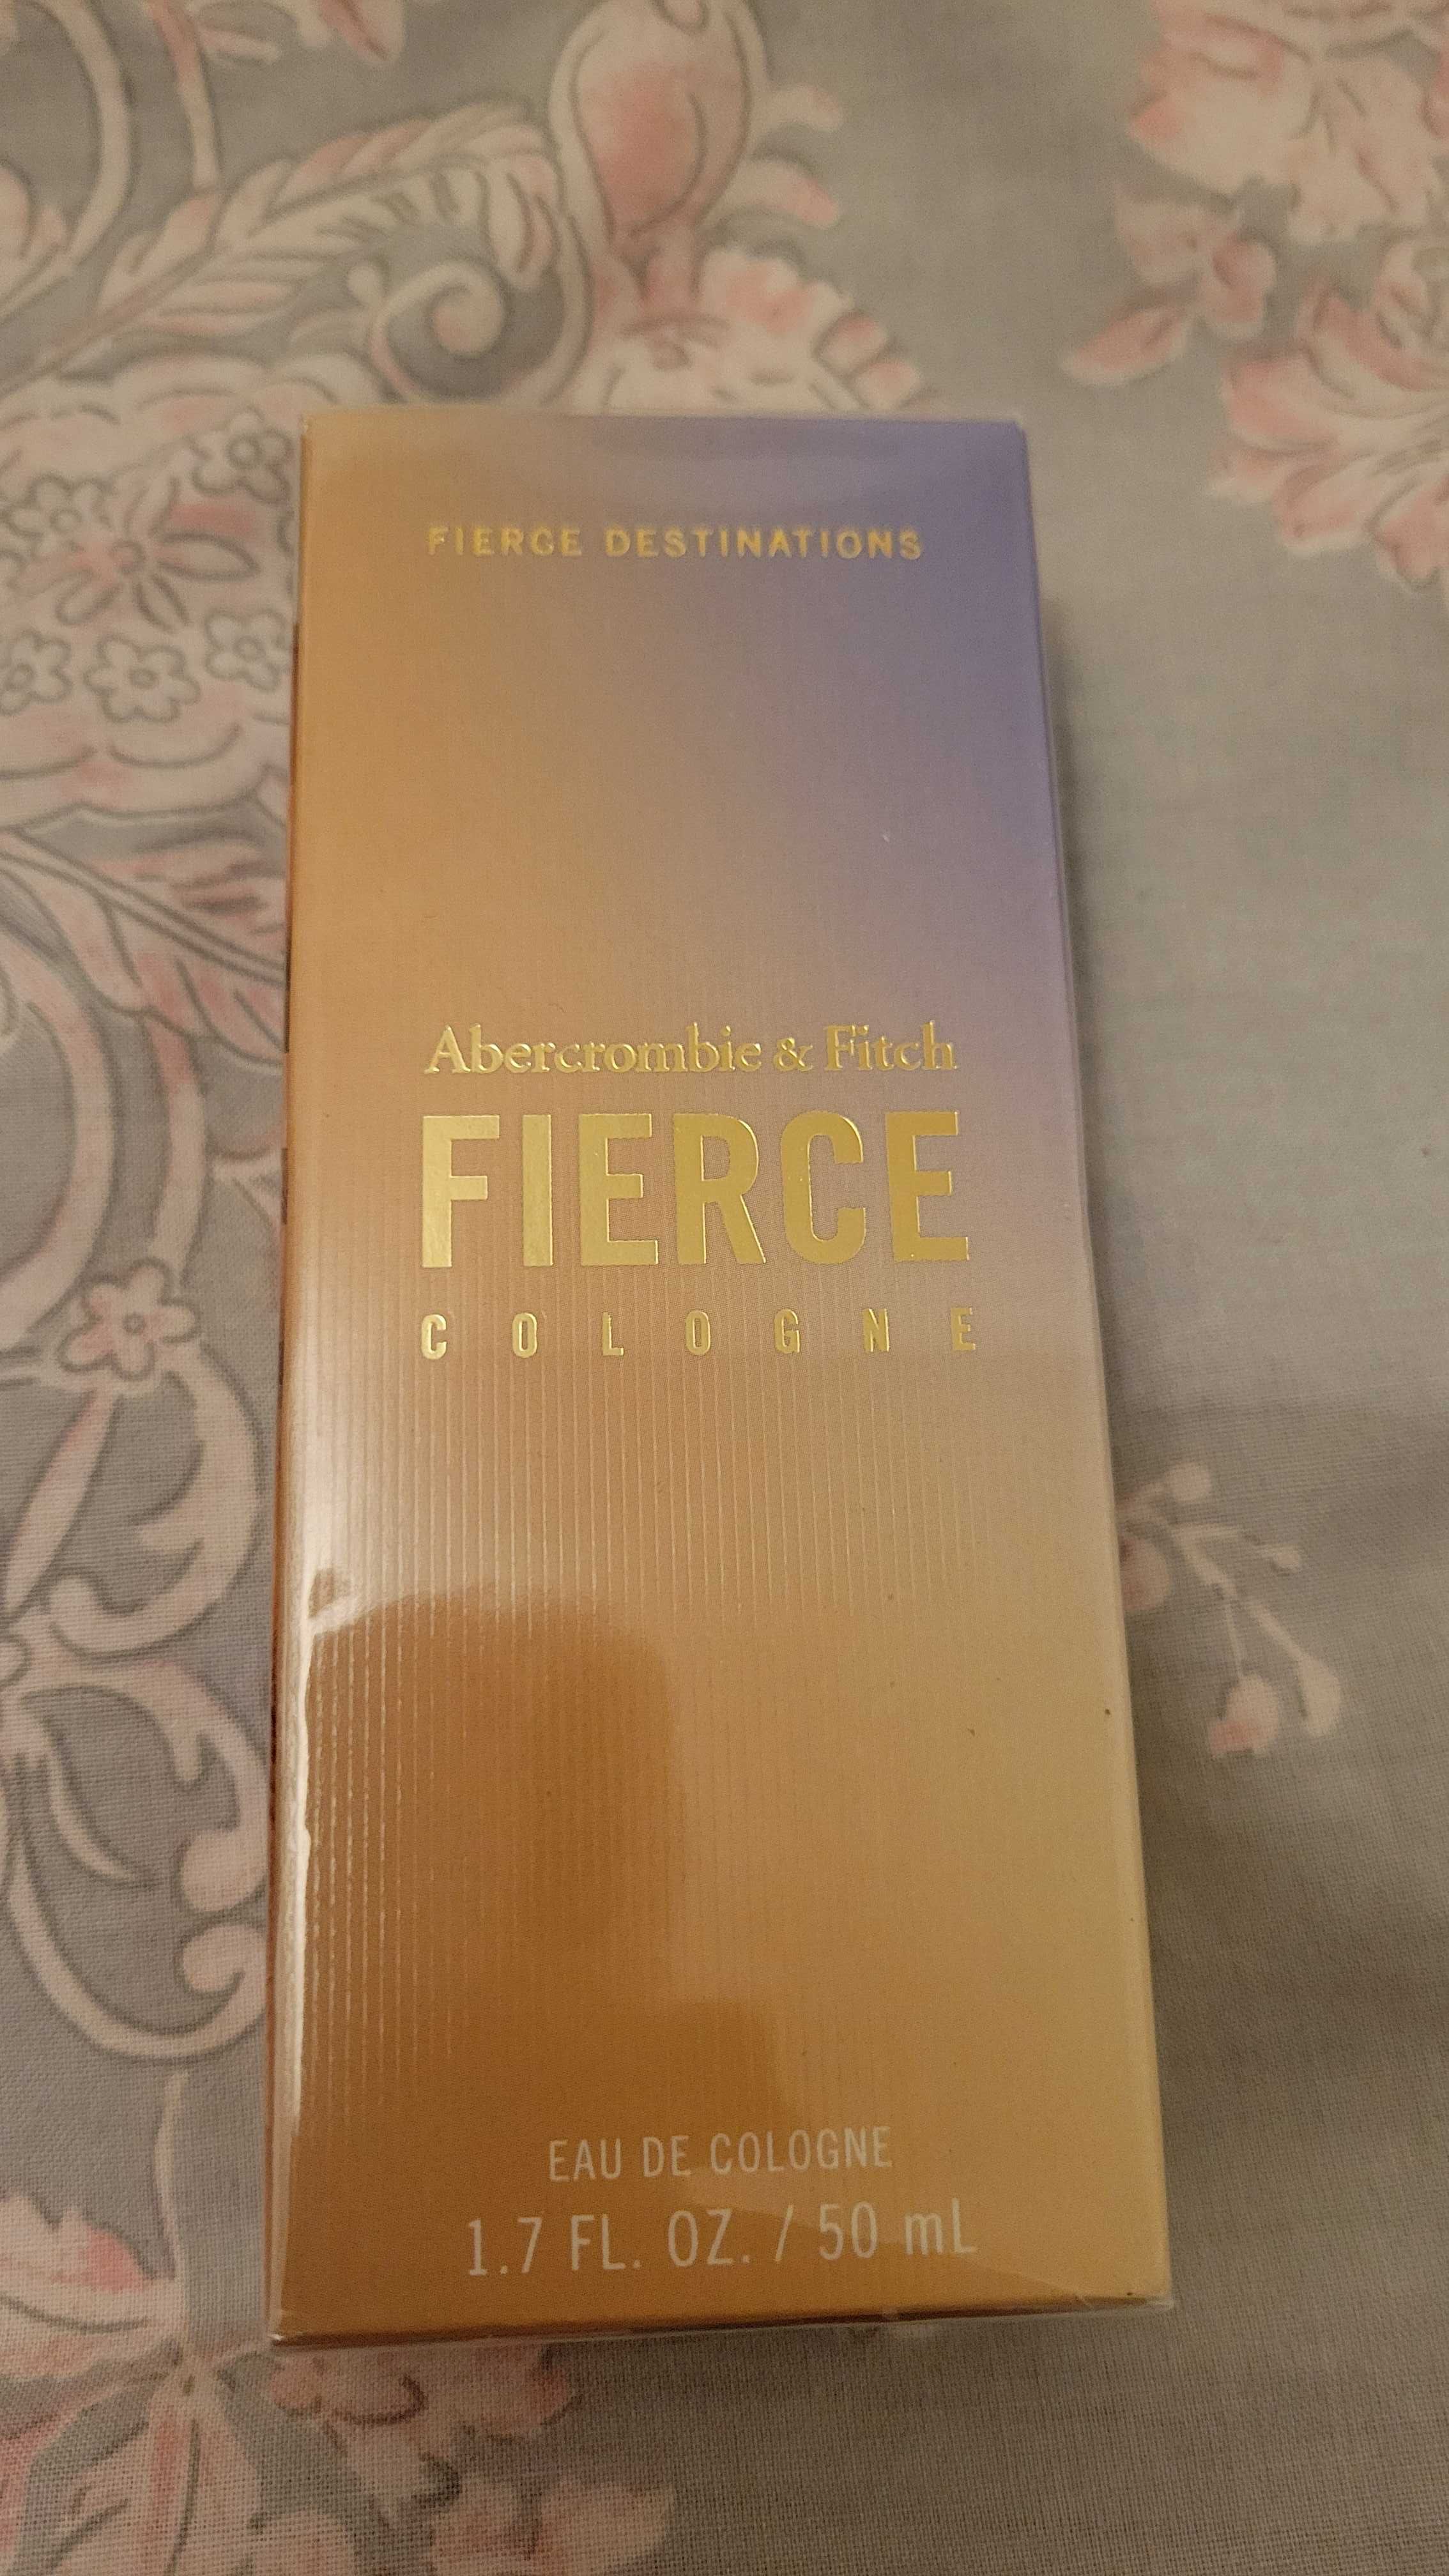 FIERCE DESTINATIONS
Abercrombie & Fitch
FIERCE
COLOGNE
EAU DE COLOGNE
1.7 FL. OZ. / 50 mL